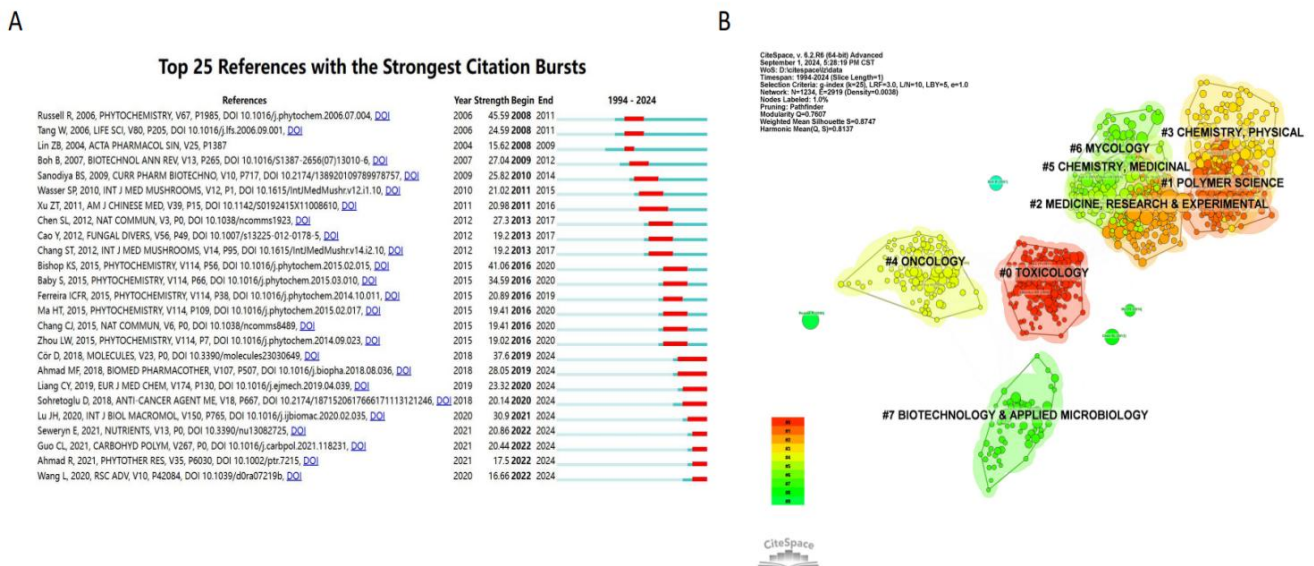 A
B
Top 25 References with the Strongest Citation Bursts
References Year Strength Begin End 1994 - 2024
Russell R, 2006, PHYTOCHEMISTRY, V67, P1985, DOI 10.1016/j.phytochem.2006.07.004, DOI 2006 45.59 2008 2011
Tang W, 2006, LIFE SCI, V80, P205, DOI 10.1016/j.lfs.2006.09.001, DOI 2006 24.59 2008 2011
Lin ZB, 2004, ACTA PHARMACOL SIN, V25, P1387 2004 15.62 2008 2009
Boh B, 2007, BIOTECHNOL ANN REV, V13, P265, DOI 10.1016/S1387-2656(07)13010-6, DOI 2007 27.04 2009 2012
Sanodiya BS, 2009, CURR PHARM BIOTECHNO, V10, P717, DOI 10.2174/138920109789978757, DOI 2009 25.82 2010 2014
Wasser SP, 2010, INT J MED MUSHROOMS, V12, P1, DOI 10.1615/IntJMedMushr.v12.i1.10, DOI 2010 21.02 2011 2015
Xu ZT, 2011, AM J CHINESE MED, V39, P15, DOI 10.1142/S0192415X11008610, DOI 2011 20.98 2011 2016
Chen SL, 2012, NAT COMMUN, V3, P0, DOI 10.1038/ncomms1923, DOI 2012 27.3 2013 2017
Cao Y, 2012, FUNGAL DIVERS, V56, P49, DOI 10.1007/s13225-012-0178-5, DOI 2012 19.2 2013 2017
Chang ST, 2012, INT J MED MUSHROOMS, V14, P95, DOI 10.1615/IntJMedMushr.v14.i2.10, DOI 2012 19.2 2013 2017
Bishop KS, 2015, PHYTOCHEMISTRY, V114, P56, DOI 10.1016/j.phytochem.2015.02.015, DOI 2015 41.06 2016 2020
Baby S, 2015, PHYTOCHEMISTRY, V114, P66, DOI 10.1016/j.phytochem.2015.03.010, DOI 2015 34.59 2016 2020
Ferreira ICFR, 2015, PHYTOCHEMISTRY, V114, P38, DOI 10.1016/j.phytochem.2014.10.011, DOI 2015 20.89 2016 2019
Ma HT, 2015, PHYTOCHEMISTRY, V114, P109, DOI 10.1016/j.phytochem.2015.02.017, DOI 2015 19.41 2016 2020
Chang CJ, 2015, NAT COMMUN, V6, P0, DOI 10.1038/ncomms8489, DOI 2015 19.41 2016 2020
Zhou LW, 2015, PHYTOCHEMISTRY, V114, P7, DOI 10.1016/j.phytochem.2014.09.023, DOI 2015 19.02 2016 2020
Cör D, 2018, MOLECULES, V23, P0, DOI 10.3390/molecules23030649, DOI 2018 37.6 2019 2024
Ahmad MF, 2018, BIOMED PHARMACOTHER, V107, P507, DOI 10.1016/j.biopha.2018.08.036, DOI 2018 28.05 2019 2024
Liang CY, 2019, EUR J MED CHEM, V174, P130, DOI 10.1016/j.ejmech.2019.04.039, DOI 2019 23.32 2020 2024
Sohretoglu D, 2018, ANTI-CANCER AGENT ME, V18, P667, DOI 10.2174/1871520617666171113121246, DOI 2018 20.14 2020 2024
Lu JH, 2020, INT J BIOL MACROMOL, V150, P765, DOI 10.1016/j.ijbiomac.2020.02.035, DOI 2020 30.9 2021 2024
Seweryn E, 2021, NUTRIENTS, V13, P0, DOI 10.3390/nu13082725, DOI 2021 20.86 2022 2024
Guo CL, 2021, CARBOHYD POLYM, V267, P0, DOI 10.1016/j.carbpol.2021.118231, DOI 2021 20.44 2022 2024
Ahmad R, 2021, PHYTOTHER RES, V35, P6030, DOI 10.1002/ptr.7215, DOI 2021 17.5 2022 2024
Wang L, 2020, RSC ADV, V10, P42084, DOI 10.1039/d0ra07219b, DOI 2020 16.66 2022 2024
CiteSpace, v. 6.2.R6 (64-bit) Advanced
September 1, 2024, 5:28:19 PM CST
WoS: D:\citespace\lz\data
Timespan: 1994-2024 (Slice Length=1)
Selection Criteria: g-index (k=25), LRF=3.0, L/N=10, LBY=5, e=1.0
Network: N=1234, E=2919 (Density=0.0038)
Nodes Labeled: 1.0%
Pruning: Pathfinder
Modularity Q=0.7607
Weighted Mean Silhouette S=0.8747
Harmonic Mean(Q, S)=0.8137
#3 CHEMISTRY, PHYSICAL
#6 MYCOLOGY
#5 CHEMISTRY, MEDICINAL
#1 POLYMER SCIENCE
#2 MEDICINE, RESEARCH & EXPERIMENTAL
#4 ONCOLOGY
#0 TOXICOLOGY
#7 BIOTECHNOLOGY & APPLIED MICROBIOLOGY
#0
#1
#2
#3
#4
#5
#6
#7
#8
#9
CiteSpace